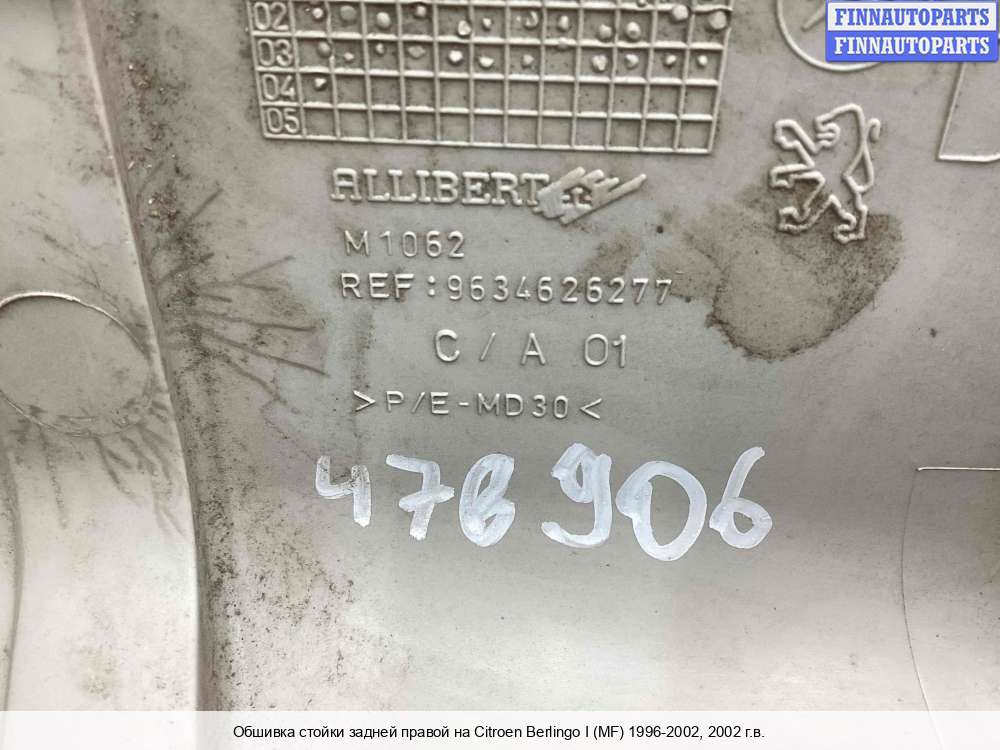 FINNAUTOPARTS
FINNAUTOPARTS
02
03
04
05
ALLIBERT
M1062
REF:9634626277
C/A 01
>P/E-MD30<
478906
Обшивка стойки задней правой на Citroen Berlingo I (MF) 1996-2002, 2002 г.в.